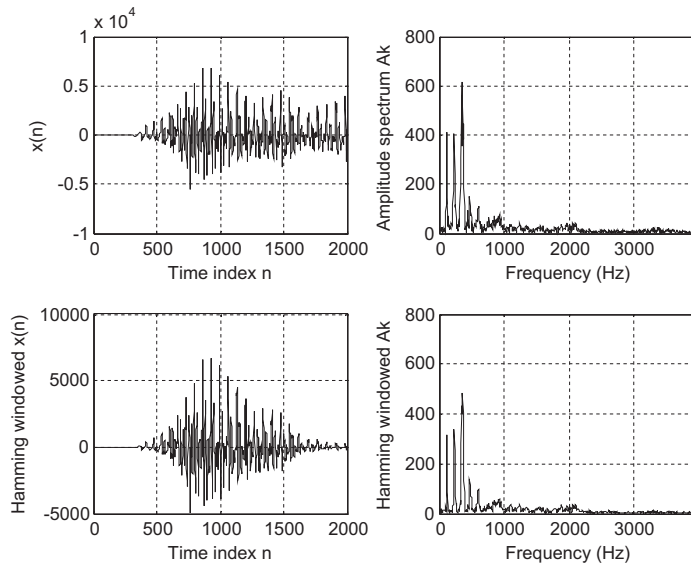 x 10^4
1
0.5
0
-0.5
-1
x(n)
0 500 1000 1500 2000
Time index n
800
600
400
200
0
Amplitude spectrum Ak
0 1000 2000 3000
Frequency (Hz)
10000
5000
0
-5000
Hamming windowed x(n)
0 500 1000 1500 2000
Time index n
800
600
400
200
0
Hamming windowed Ak
0 1000 2000 3000
Frequency (Hz)